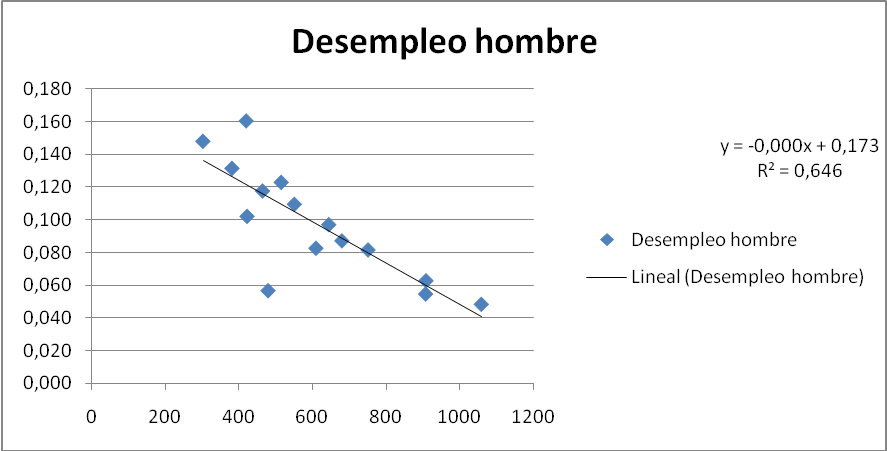 Desempleo hombre
0,180
0,160
0,140
0,120
0,100
0,080
0,060
0,040
0,020
0,000
0 200 400 600 800 1000 1200
y = -0,000x + 0,173
R² = 0,646
Desempleo hombre
Lineal (Desempleo hombre)